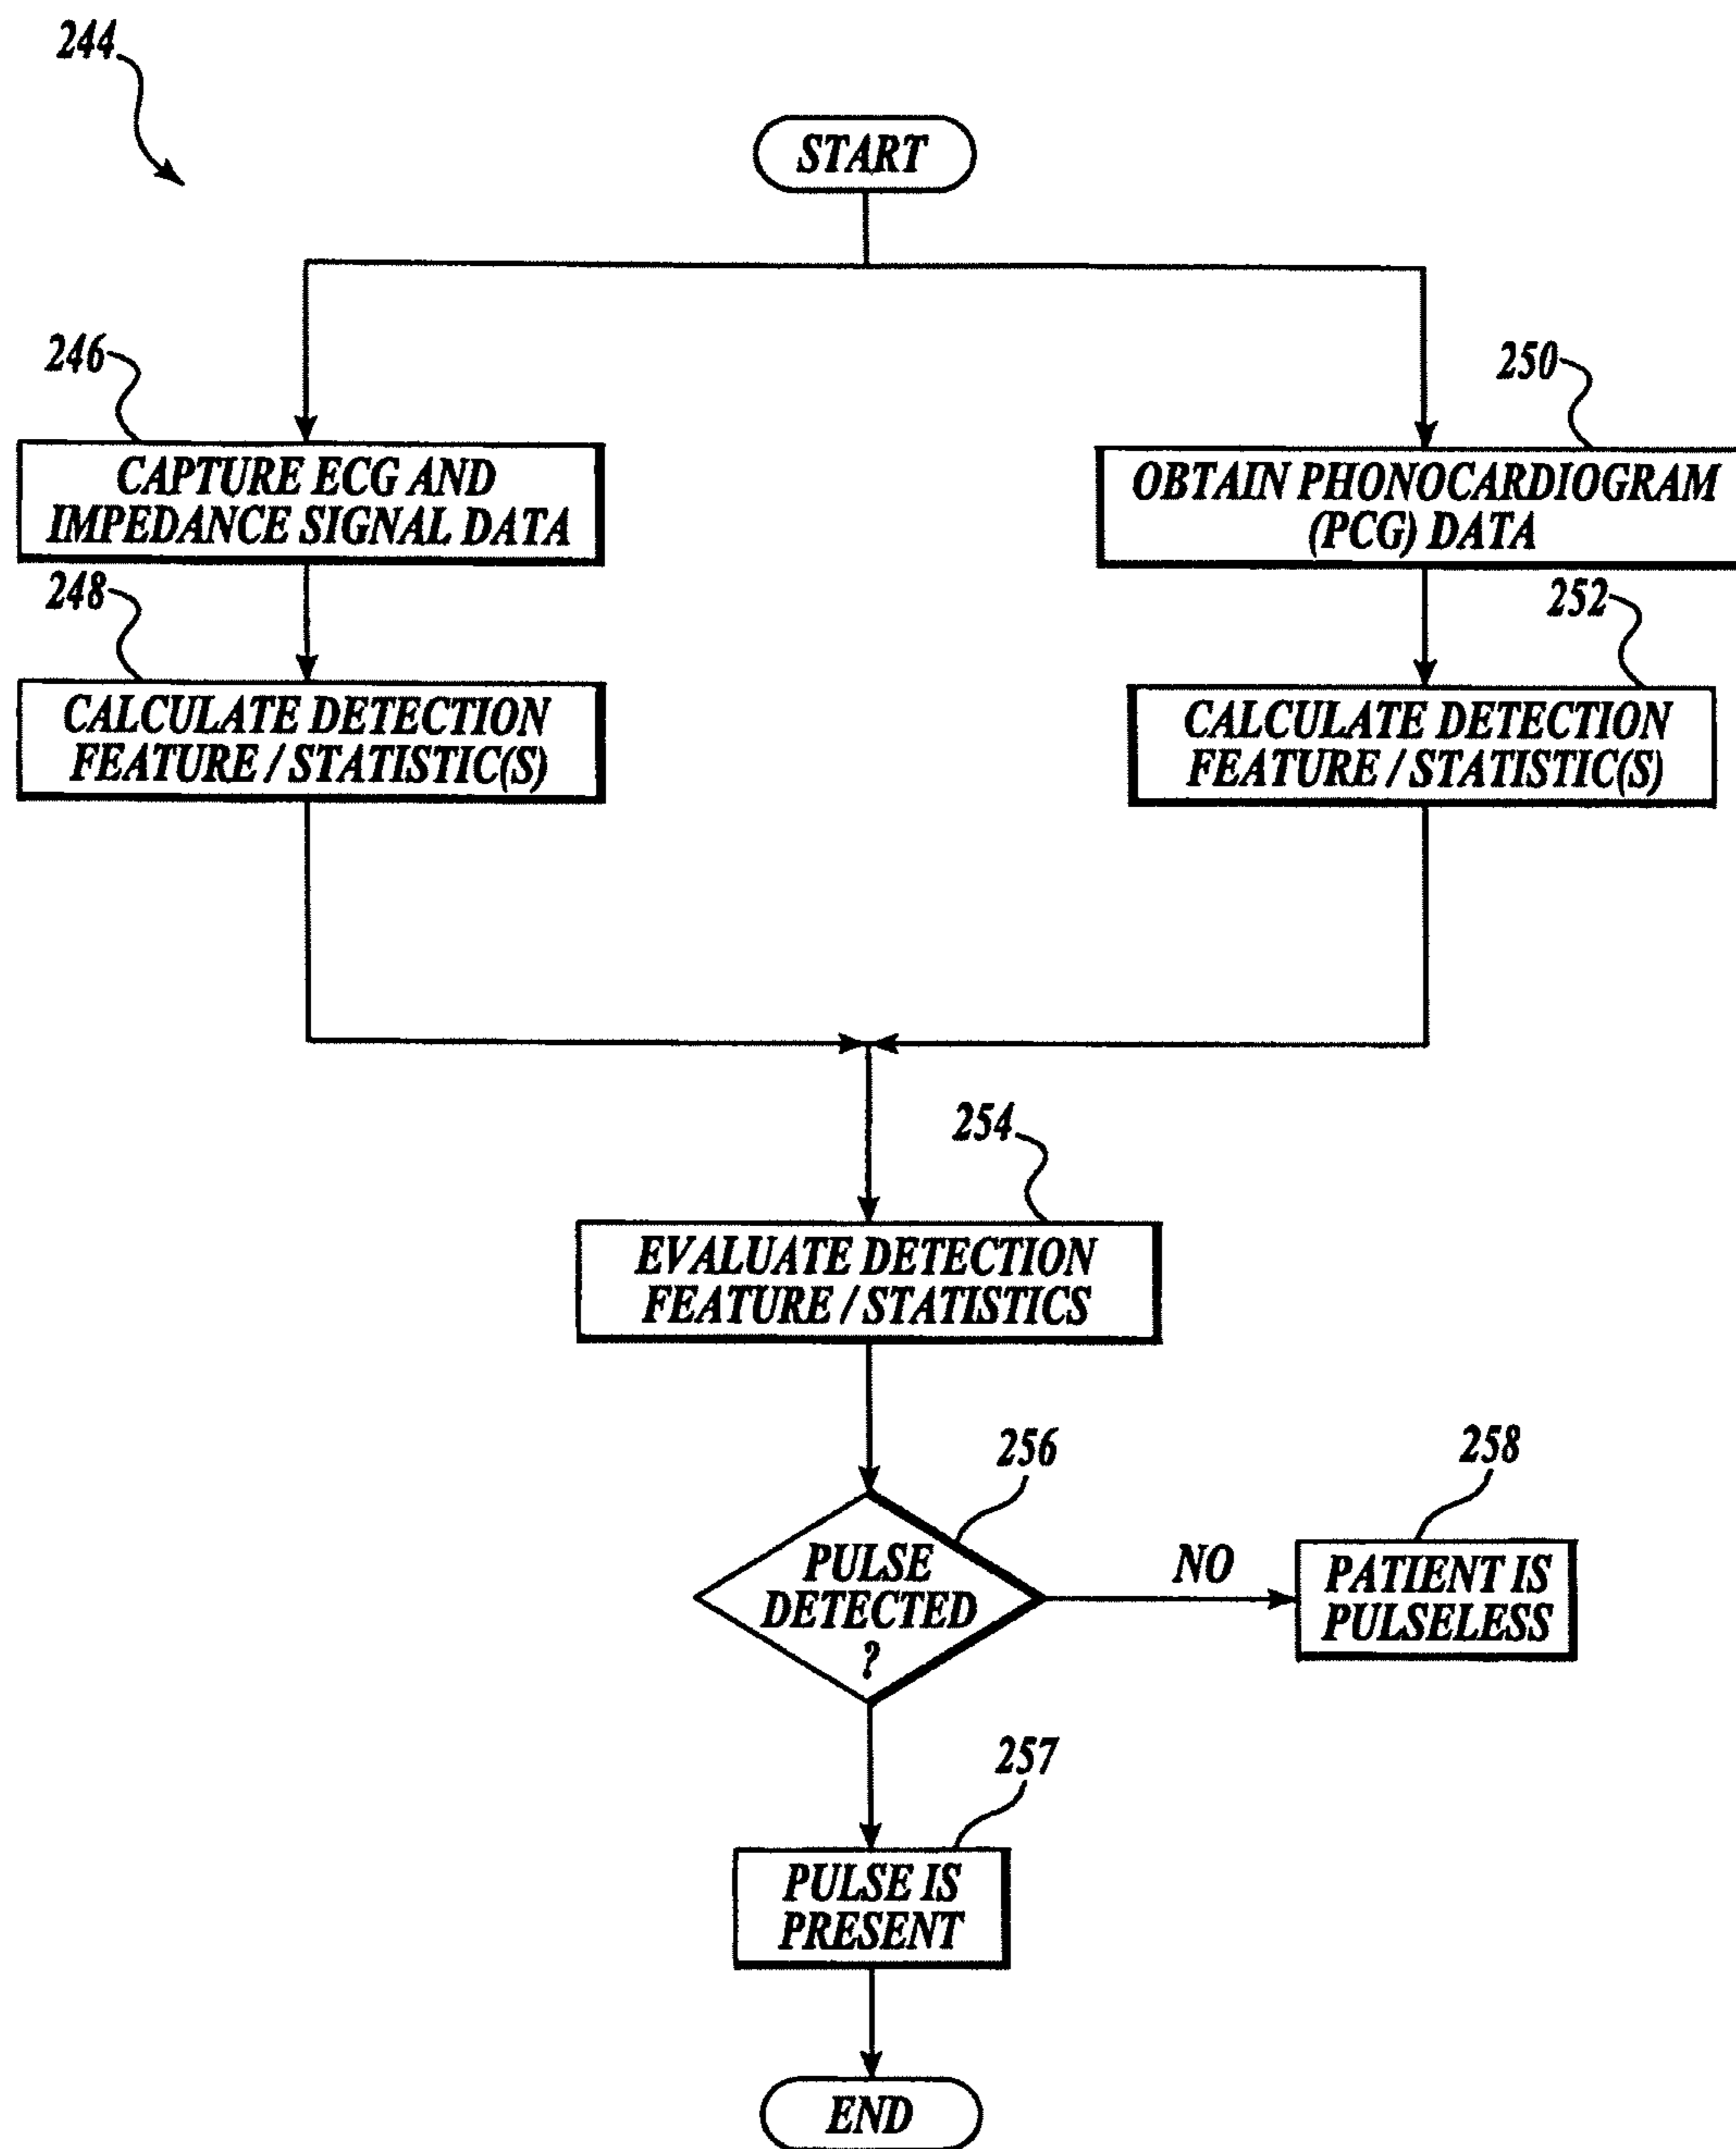 244
START
246
250
CAPTURE ECG AND
IMPEDANCE SIGNAL DATA
OBTAIN PHONOCARDIOGRAM
(PCG) DATA
248
252
CALCULATE DETECTION
FEATURE / STATISTIC(S)
CALCULATE DETECTION
FEATURE / STATISTIC(S)
254
EVALUATE DETECTION
FEATURE / STATISTICS
256
258
PULSE
DETECTED
?
NO
PATIENT IS
PULSELESS
257
PULSE IS
PRESENT
END